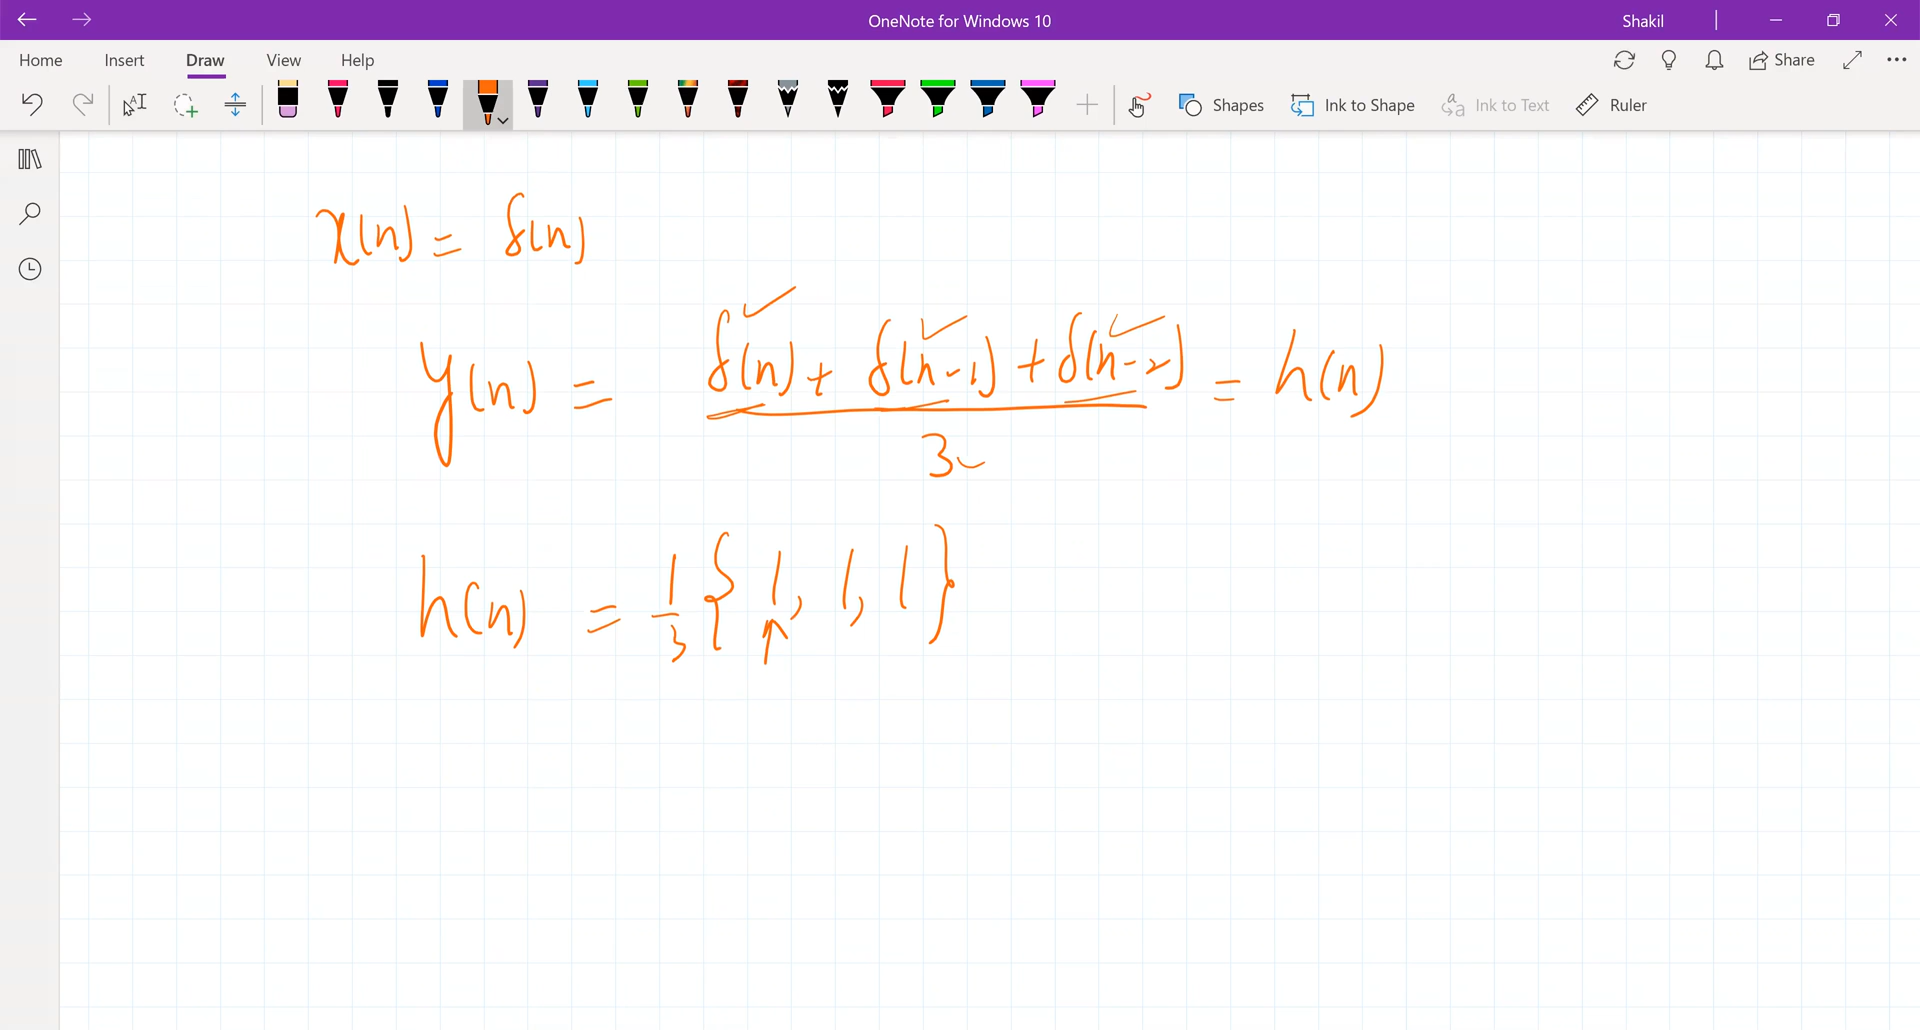 OneNote for Windows 10
Shakil
Home Insert Draw View Help
Share
Shapes Ink to Shape Ink to Text Ruler
x(n) = δ(n)
y(n) = δ(n) + δ(n-1) + δ(n-2) / 3 = h(n)
h(n) = 1/3 { 1, 1, 1 }
↑